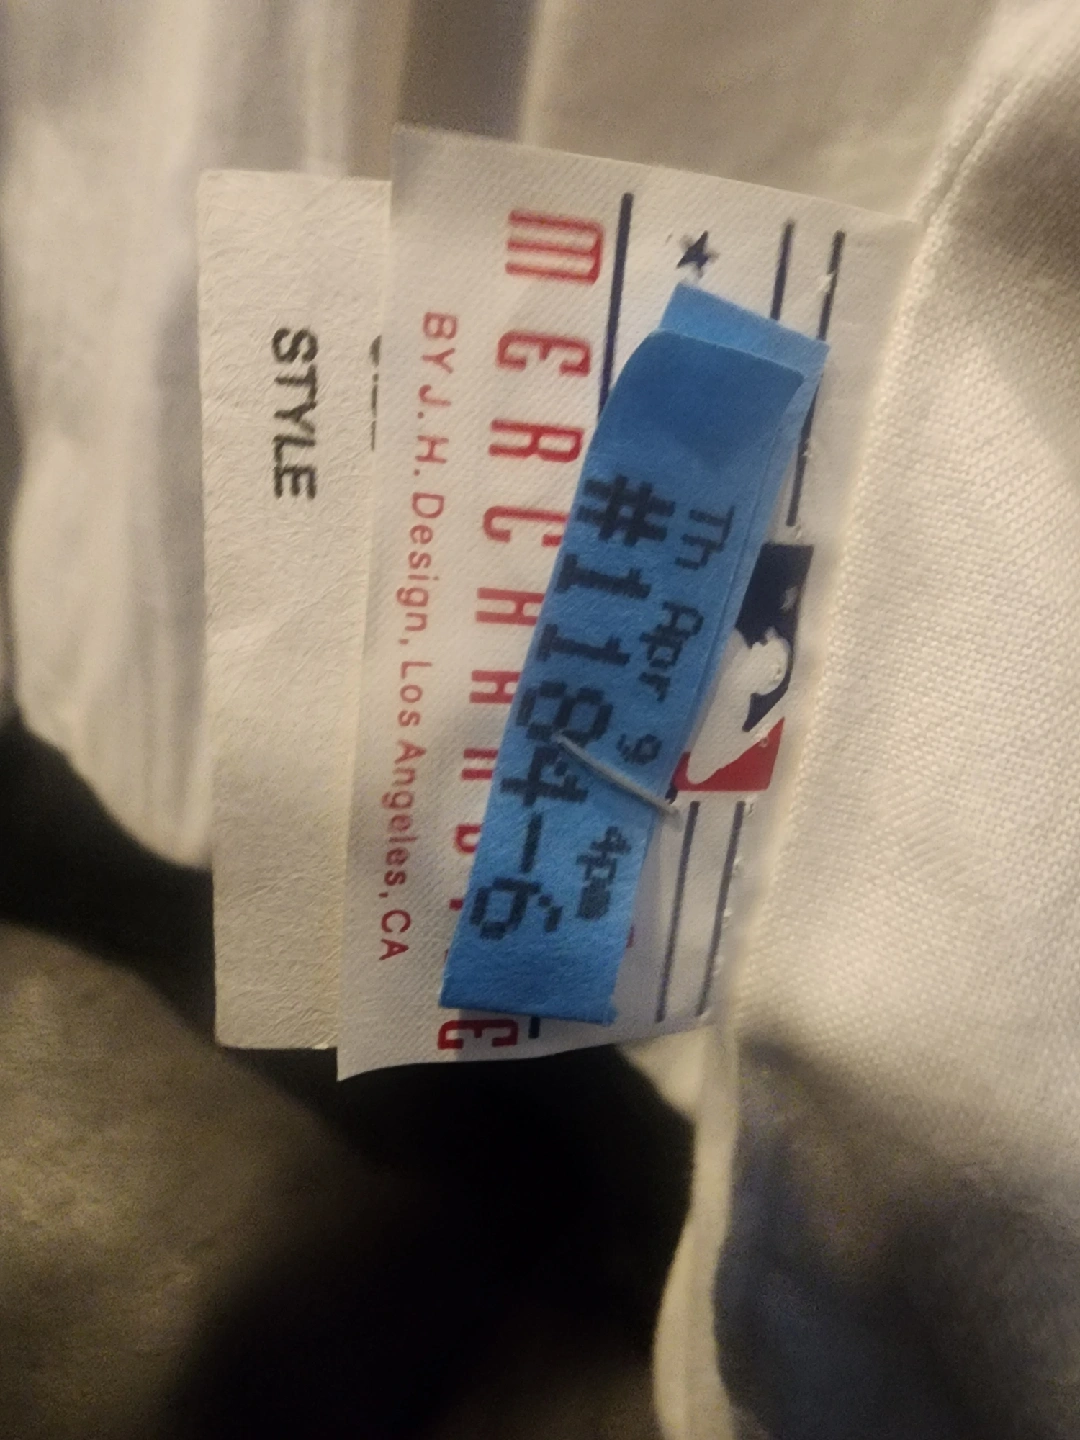 Th Apr 9 4pm
#1184-6
MERCHANDISE
BY J. H. Design, Los Angeles, CA
STYLE